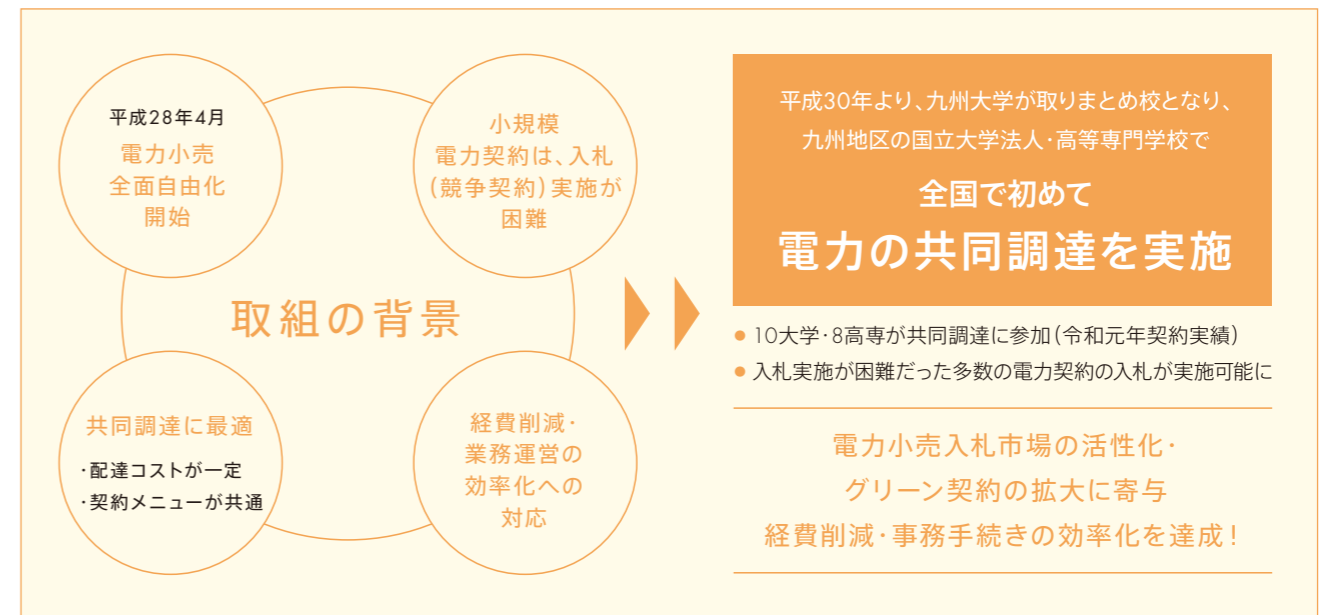 平成28年4月
電力小売
全面自由化
開始
小規模
電力契約は、入札
(競争契約)実施が
困難
取組の背景
共同調達に最適
・配達コストが一定
・契約メニューが共通
経費削減・
業務運営の
効率化への
対応
平成30年より、九州大学が取りまとめ校となり、
九州地区の国立大学法人・高等専門学校で
全国で初めて
電力の共同調達を実施
● 10大学・8高専が共同調達に参加(令和元年契約実績)
● 入札実施が困難だった多数の電力契約の入札が実施可能に
電力小売入札市場の活性化・
グリーン契約の拡大に寄与
経費削減・事務手続きの効率化を達成!